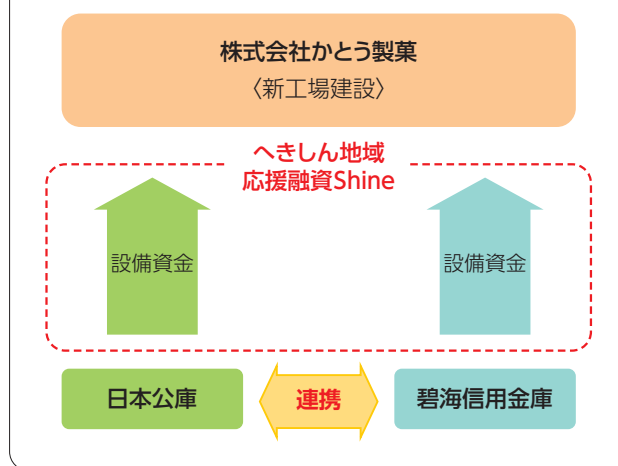 株式会社かとう製菓
〈新工場建設〉
へきしん地域
応援融資Shine
設備資金
設備資金
日本公庫
連携
碧海信用金庫